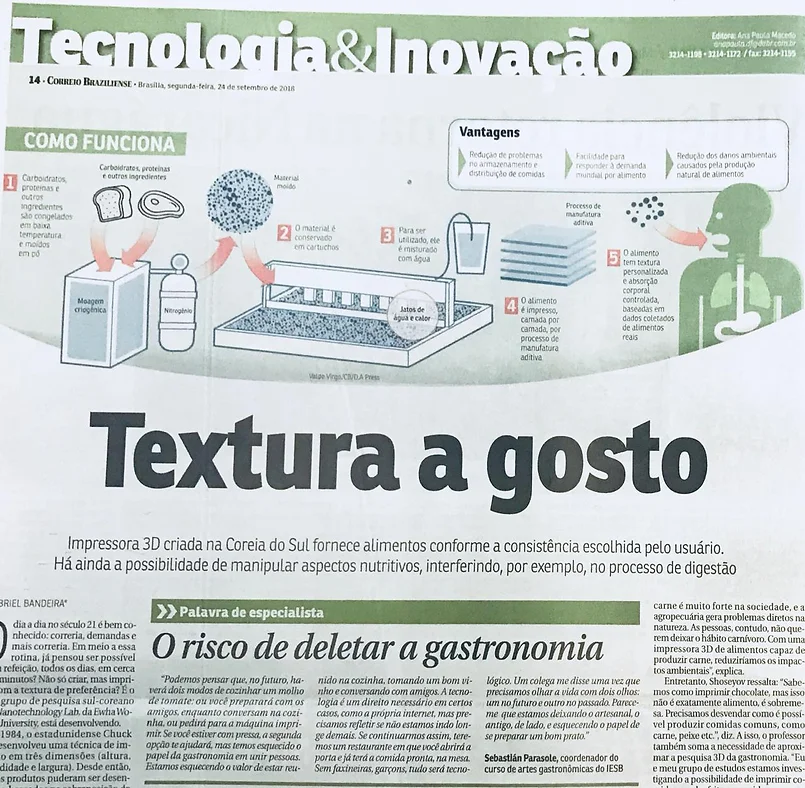 Tecnologia&Inovação
Editora: Ana Paula Macedo
3214-1195 • 3214-1172 / fax: 3214-1155
14 • CORREIO BRAZILIENSE • Brasília, segunda-feira, 24 de setembro de 2018
COMO FUNCIONA
1
Carboidratos,
proteínas e
outros
ingredientes
são congelados
em baixa
temperatura
e moídos
em pó
Carboidratos, proteínas
e outros ingredientes
Moagem
criogênica
Nitrogênio
Material
moído
2
O material é
conservado
em cartuchos
3
Para ser
utilizado, ele
é misturado
com água
Jatos de
água e calor
Valdo Virgo/CB/D.A Press
Vantagens
Redução de problemas
no armazenamento e
distribuição de comidas
Facilidade para
responder à demanda
mundial por alimento
Redução dos danos ambientais
causados pela produção
natural de alimentos
Processo de
manufatura
aditiva
4
O alimento
é impresso,
camada por
camada, por
processo de
manufatura
aditiva
5
O alimento
tem textura
personalizada
e absorção
corporal
controlada,
baseadas em
dados coletados
de alimentos
reais
Textura a gosto
Impressora 3D criada na Coreia do Sul fornece alimentos conforme a consistência escolhida pelo usuário.
Há ainda a possibilidade de manipular aspectos nutritivos, interferindo, por exemplo, no processo de digestão
BRIEL BANDEIRA*
dia a dia no século 21 é bem co-
nhecido: correria, demandas e
mais correria. Em meio a essa
rotina, já pensou ser possível
refeição, todos os dias, em cerca
minutos? Não só criar, mas impri-
om a textura de preferência? É o
grupo de pesquisa sul-coreano
Nanotechnology Lab, da Ewha Wo-
University, está desenvolvendo.
1984, o estadunidense Chuck
esenvolveu uma técnica de im-
o em três dimensões (altura,
didade e largura). Desde então,
s produtos puderam ser desen-
Palavra de especialista
O risco de deletar a gastronomia
"Podemos pensar que, no futuro, ha-
verá dois modos de cozinhar um molho
de tomate: ou você preparará com os
amigos, enquanto conversam na cozi-
nha, ou pedirá para a máquina impri-
mir. Se você estiver com pressa, a segunda
opção te ajudará, mas temos esquecido o
papel da gastronomia em unir pessoas.
Estamos esquecendo o valor de estar reu-
nido na cozinha, tomando um bom vi-
nho e conversando com amigos. A tecno-
logia é um direito necessário em certos
casos, como a própria internet, mas pre-
cisamos refletir se não estamos indo lon-
ge demais. Se continuarmos assim, tere-
mos um restaurante em que você abrirá a
porta e já terá a comida pronta, na mesa.
Sem faxineiras, garçons, tudo será tecno-
lógico. Um colega me disse uma vez que
precisamos olhar a vida com dois olhos:
um no futuro e outro no passado. Parece-
me que estamos deixando o artesanal, o
antigo, de lado, e esquecendo o papel de
se preparar um bom prato."
Sebastián Parasole, coordenador do
curso de artes gastronômicas do IESB
carne é muito forte na sociedade, e a
agropecuária gera problemas diretos na
natureza. As pessoas, contudo, não que-
rem deixar o hábito carnívoro. Com uma
impressora 3D de alimentos capaz de
produzir carne, reduziríamos os impac-
tos ambientais", explica.
Entretanto, Shoseyov ressalta: "Sabe-
mos como imprimir chocolate, mas isso
não é exatamente alimento, é sobreme-
sa. Precisamos desvendar como é possí-
vel produzir comidas comuns, como
carne, peixe etc.", diz. A isso, o professor
também soma a necessidade de aproxi-
mar a pesquisa 3D da gastronomia. "Eu
e meu grupo de estudos estamos inves-
tigando a possibilidade de imprimir co-